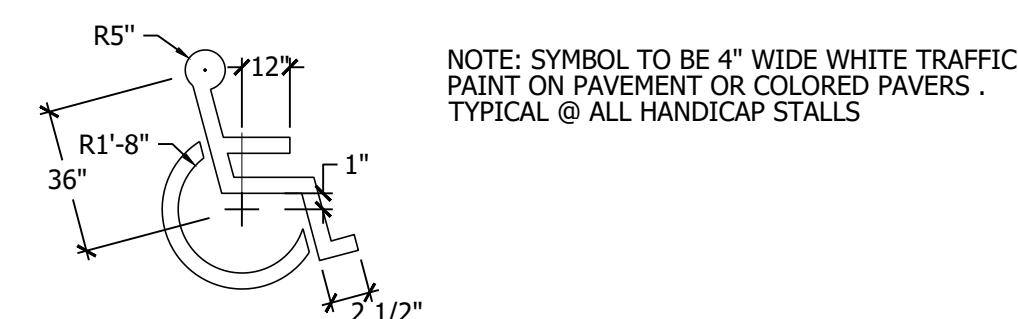 R5"
12"
R1'-8"
36"
1"
2 1/2"
NOTE: SYMBOL TO BE 4" WIDE WHITE TRAFFIC
PAINT ON PAVEMENT OR COLORED PAVERS .
TYPICAL @ ALL HANDICAP STALLS